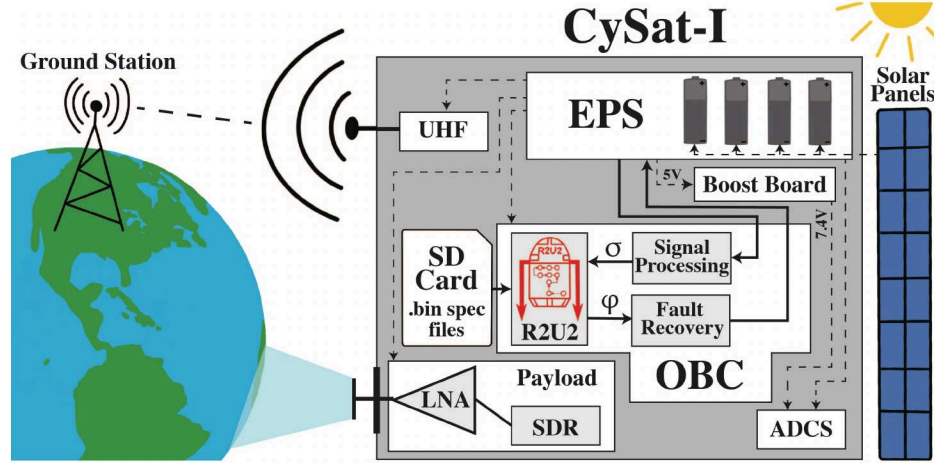 CySat-I
Ground Station
Solar
Panels
EPS
UHF
5V
Boost Board
7.4V
SD
Card
.bin spec
files
R2U2
R2U2
σ
Signal
Processing
φ
Fault
Recovery
OBC
Payload
LNA
SDR
ADCS